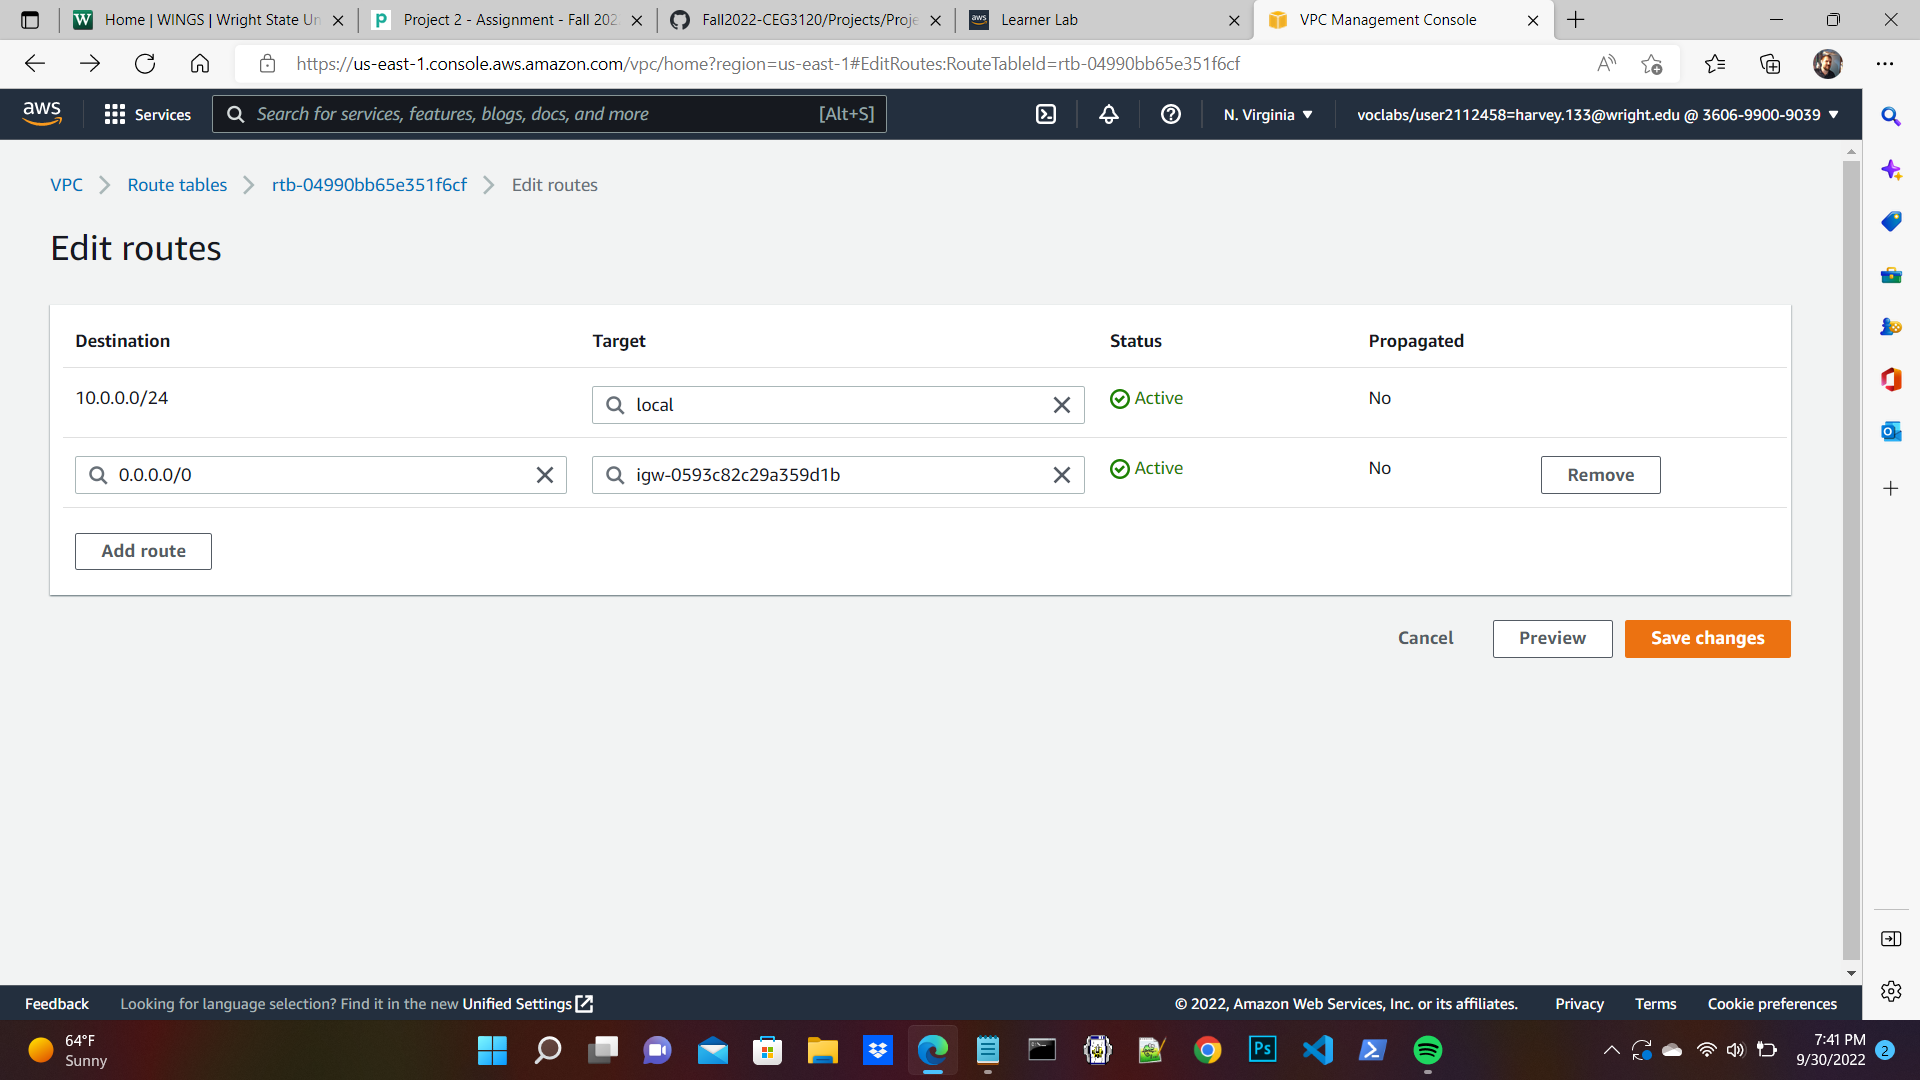 Home | WINGS | Wright State Un
Project 2 - Assignment - Fall 202
Fall2022-CEG3120/Projects/Proje
aws
Learner Lab
VPC Management Console
https://us-east-1.console.aws.amazon.com/vpc/home?region=us-east-1#EditRoutes:RouteTableId=rtb-04990bb65e351f6cf
aws
Services
Search for services, features, blogs, docs, and more
[Alt+S]
N. Virginia
voclabs/user2112458=harvey.133@wright.edu @ 3606-9900-9039
VPC
Route tables
rtb-04990bb65e351f6cf
Edit routes
Edit routes
Destination
Target
Status
Propagated
10.0.0.0/24
local
Active
No
0.0.0.0/0
igw-0593c82c29a359d1b
Active
No
Remove
Add route
Cancel
Preview
Save changes
Feedback
Looking for language selection? Find it in the new Unified Settings
© 2022, Amazon Web Services, Inc. or its affiliates.
Privacy
Terms
Cookie preferences
64°F
Sunny
Ps
7:41 PM
9/30/2022
2